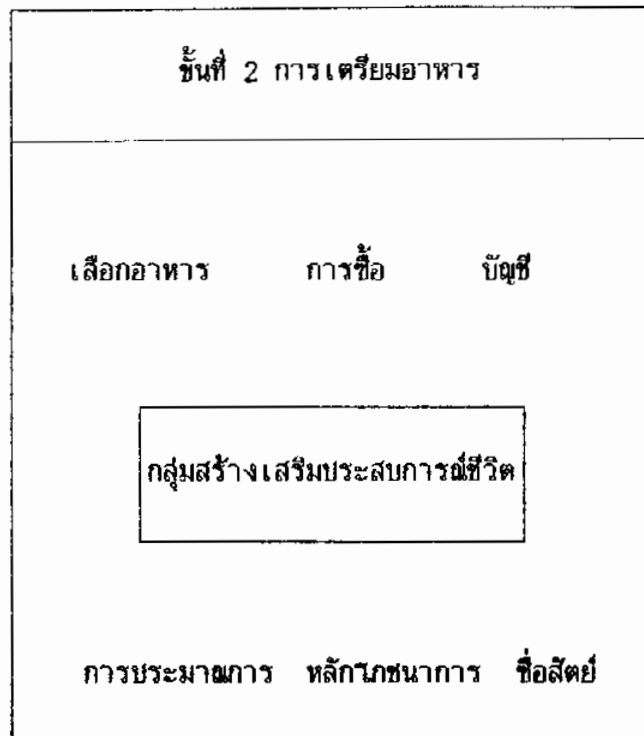 ขั้นที่ 2 การเตรียมอาหาร
เลือกอาหาร การซื้อ บัญชี
กลุ่มสร้างเสริมประสบการณ์ชีวิต
การประมาณการ หลักโภชนาการ ซื่อสัตย์